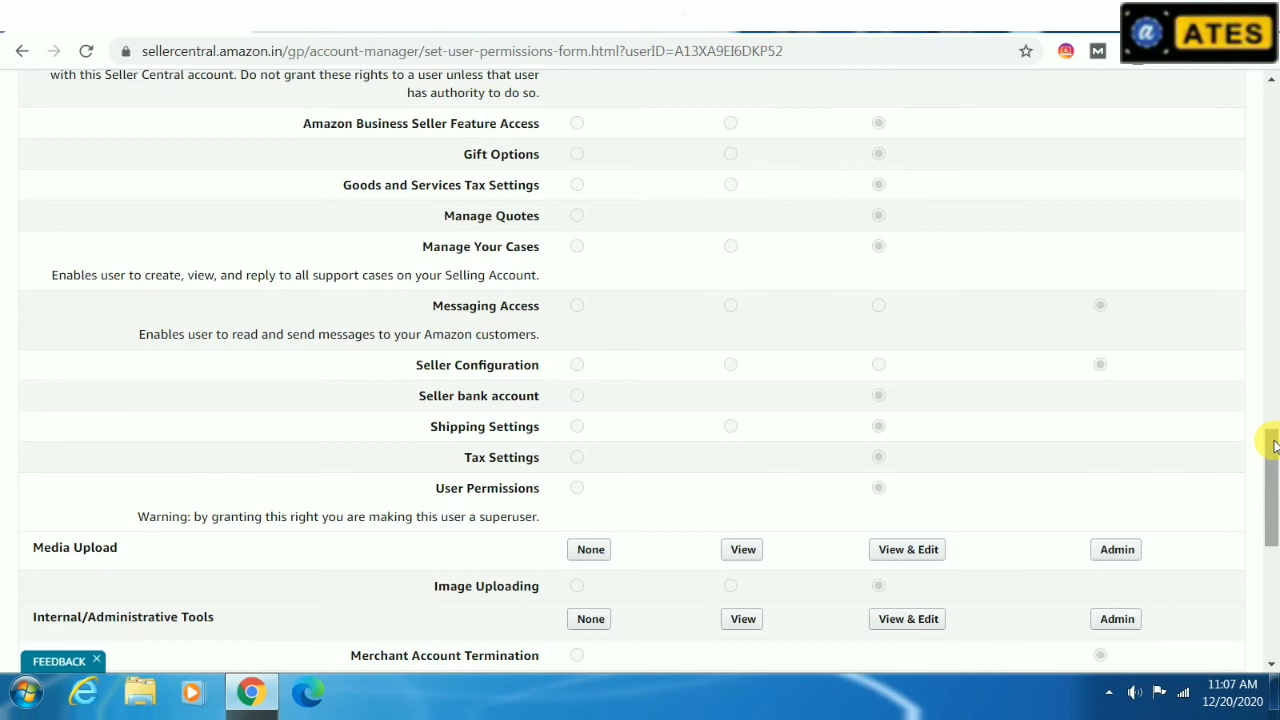 ATES
sellercentral.amazon.in/gp/account-manager/set-user-permissions-form.html?userID=A13XA9EI6DKP52
with this Seller Central account. Do not grant these rights to a user unless that user
has authority to do so.
Amazon Business Seller Feature Access
Gift Options
Goods and Services Tax Settings
Manage Quotes
Manage Your Cases
Enables user to create, view, and reply to all support cases on your Selling Account.
Messaging Access
Enables user to read and send messages to your Amazon customers.
Seller Configuration
Seller bank account
Shipping Settings
Tax Settings
User Permissions
Warning: by granting this right you are making this user a superuser.
Media Upload None View View & Edit Admin
Image Uploading
Internal/Administrative Tools None View View & Edit Admin
Merchant Account Termination
FEEDBACK
11:07 AM
12/20/2020